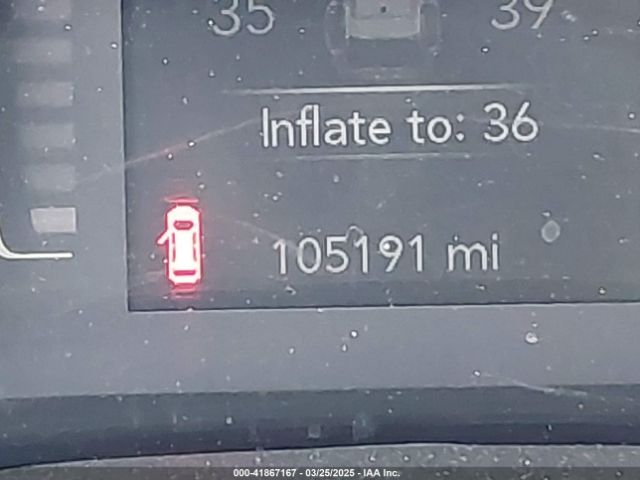 35 39
Inflate to: 36
105191 mi
000-41867167 - 03/25/2025 - IAA Inc.